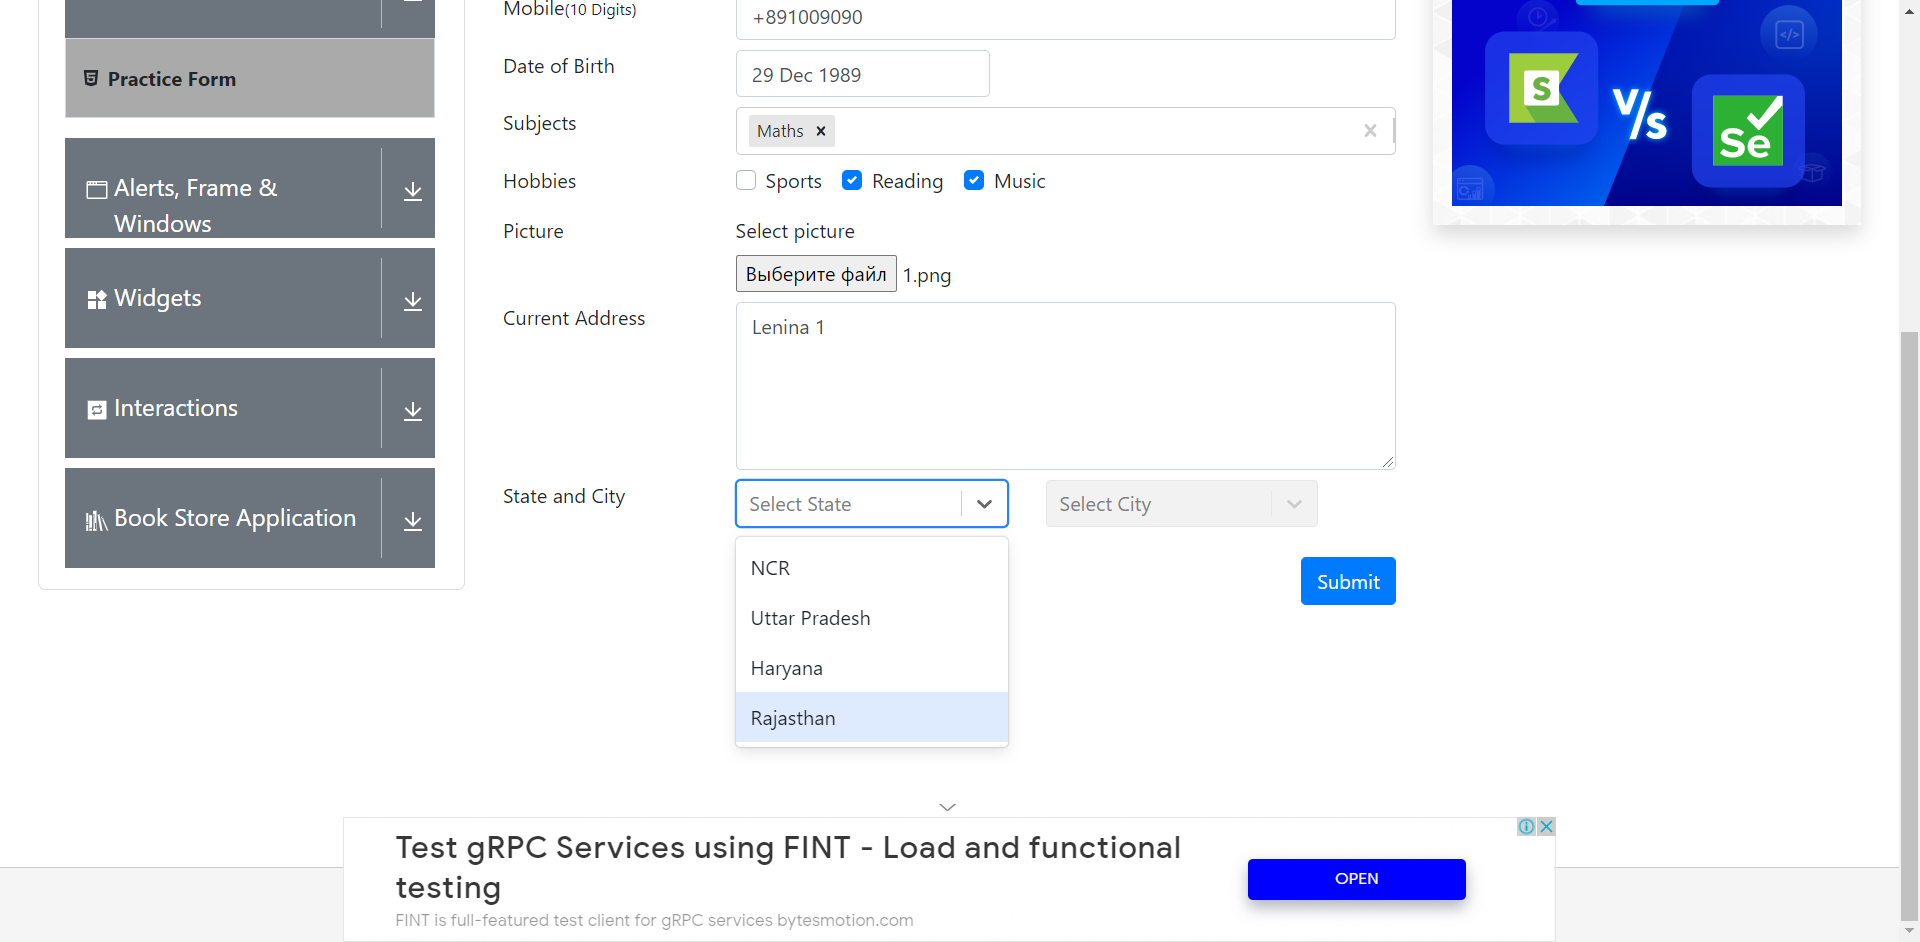 Practice Form
Alerts, Frame &
Windows
Widgets
Interactions
Book Store Application
Mobile(10 Digits)
+891009090
Date of Birth
29 Dec 1989
Subjects
Maths
Hobbies
Sports
Reading
Music
Picture
Select picture
Выберите файл 1.png
Current Address
Lenina 1
State and City
Select State
Select City
NCR
Uttar Pradesh
Haryana
Rajasthan
Submit
S
V/s
Se
Test gRPC Services using FINT - Load and functional
testing
FINT is full-featured test client for gRPC services bytesmotion.com
OPEN